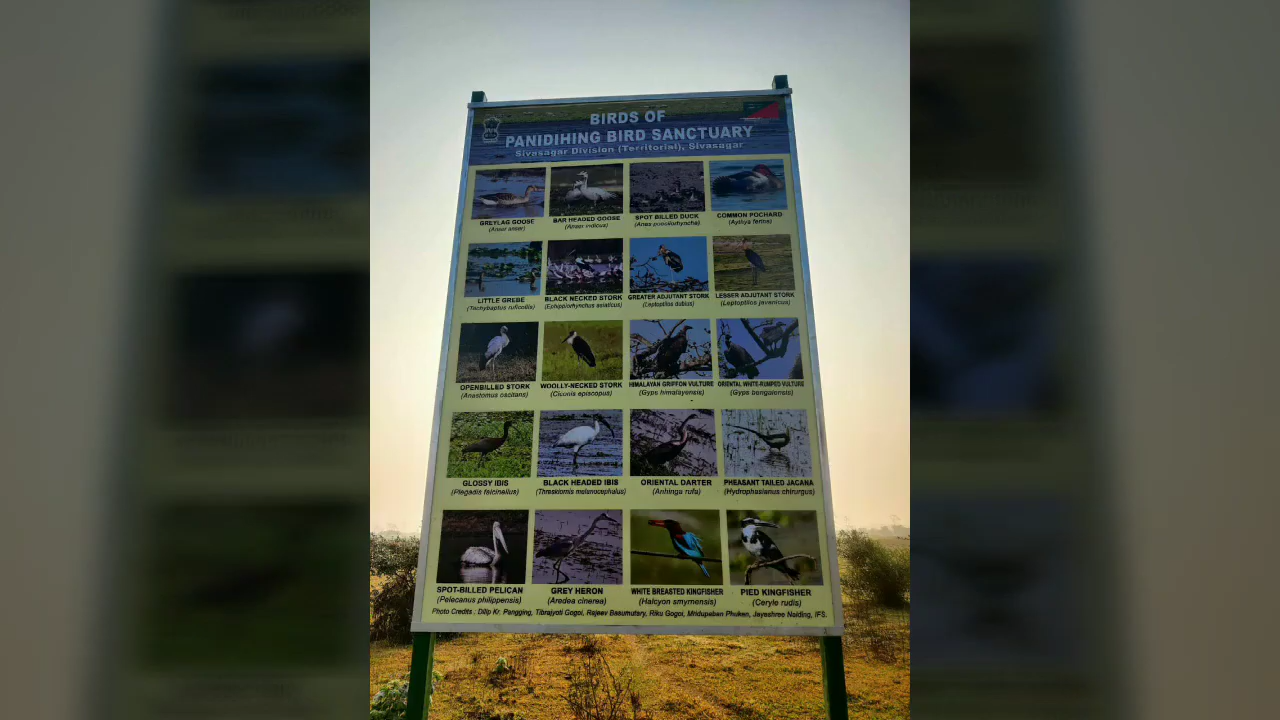 BIRDS OF
PANIDIHING BIRD SANCTUARY
Sivasagar Division (Territorial), Sivasagar
GREYLAG GOOSE
(Anser anser)
BAR HEADED GOOSE
(Anser indicus)
SPOT BILLED DUCK
(Anas poecilorhyncha)
COMMON POCHARD
(Aythya ferina)
LITTLE GREBE
(Tachybaptus ruficollis)
BLACK NECKED STORK
(Ephippiorhynchus asiaticus)
GREATER ADJUTANT STORK
(Leptoptilos dubius)
LESSER ADJUTANT STORK
(Leptoptilos javanicus)
OPENBILLED STORK
(Anastomus oscitans)
WOOLLY-NECKED STORK
(Ciconia episcopus)
HIMALAYAN GRIFFON VULTURE
(Gyps himalayensis)
ORIENTAL WHITE-RUMPED VULTURE
(Gyps bengalensis)
GLOSSY IBIS
(Plegadis falcinellus)
BLACK HEADED IBIS
(Threskiornis melanocephalus)
ORIENTAL DARTER
(Anhinga rufa)
PHEASANT TAILED JACANA
(Hydrophasianus chirurgus)
SPOT-BILLED PELICAN
(Pelecanus philippensis)
GREY HERON
(Aredea cinerea)
WHITE BREASTED KINGFISHER
(Halcyon smyrnensis)
PIED KINGFISHER
(Ceryle rudis)
Photo Credits : Dilip Kr. Pangging, Tibrajyoti Gogoi, Rajeev Basumutary, Riku Gogoi, Mridupaban Phukan, Jayeshree Naiding, IFS.